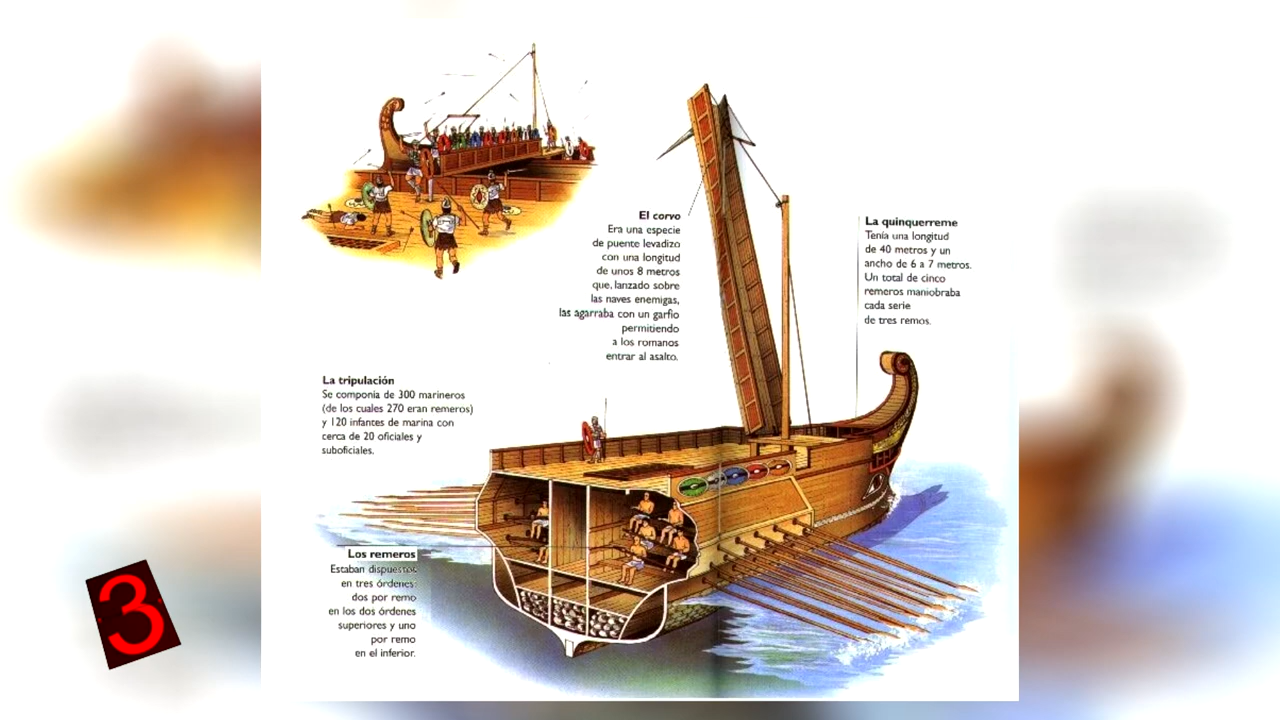 El corvo
Era una especie
de puente levadizo
con una longitud
de unos 8 metros
que, lanzado sobre
las naves enemigas,
las agarraba con un garfio
permitiendo
a los romanos
entrar al asalto.
La quinquerreme
Tenía una longitud
de 40 metros y un
ancho de 6 a 7 metros.
Un total de cinco
remeros maniobraba
cada serie
de tres remos.
La tripulación
Se componía de 300 marineros
(de los cuales 270 eran remeros)
y 120 infantes de marina con
cerca de 20 oficiales y
suboficiales.
Los remeros
Estaban dispuestos
en tres órdenes:
dos por remo
en los dos órdenes
superiores y uno
por remo
en el inferior.
3